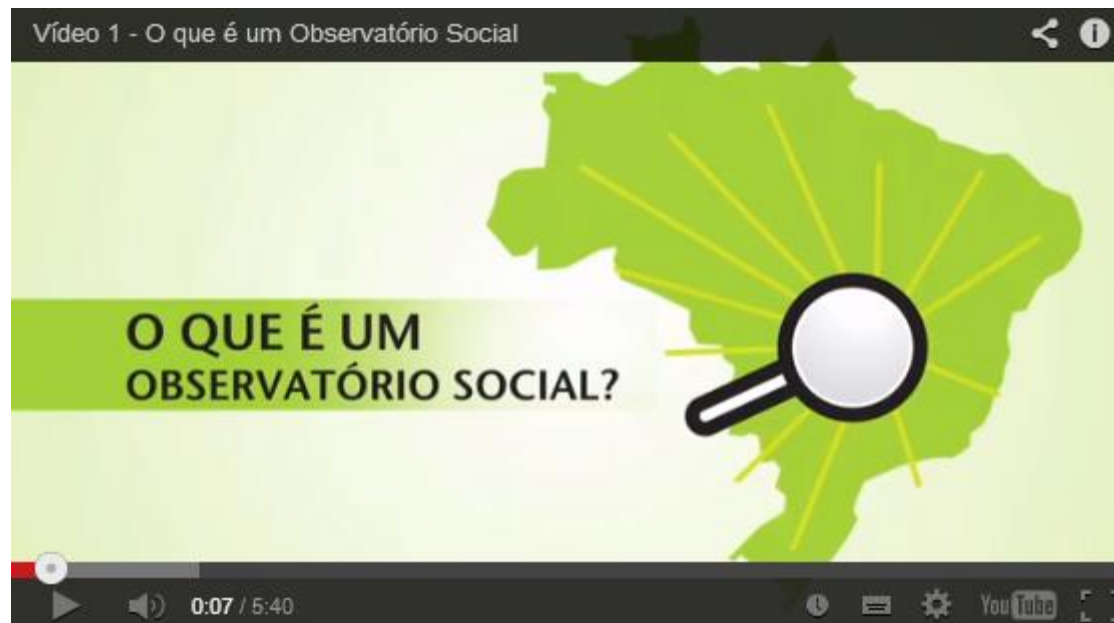 Vídeo 1 - O que é um Observatório Social
O QUE É UM
OBSERVATÓRIO SOCIAL?
0:07 / 5:40
YouTube